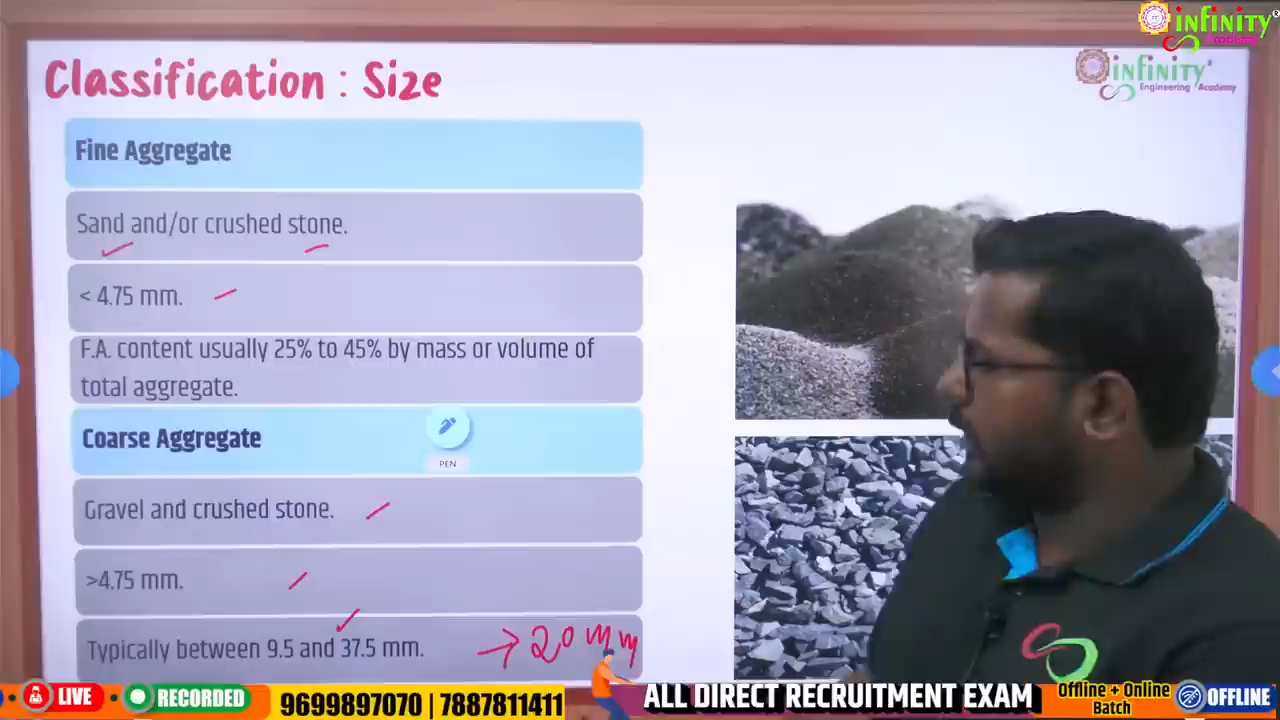 infinity
Classification : Size
infinity
Engineering Academy
Fine Aggregate
Sand and/or crushed stone.
< 4.75 mm.
F.A. content usually 25% to 45% by mass or volume of
total aggregate.
Coarse Aggregate
PEN
Gravel and crushed stone.
>4.75 mm.
Typically between 9.5 and 37.5 mm.
→ 20 mm
LIVE
RECORDED
9699897070 | 7887811411
ALL DIRECT RECRUITMENT EXAM
Offline + Online
Batch
OFFLINE